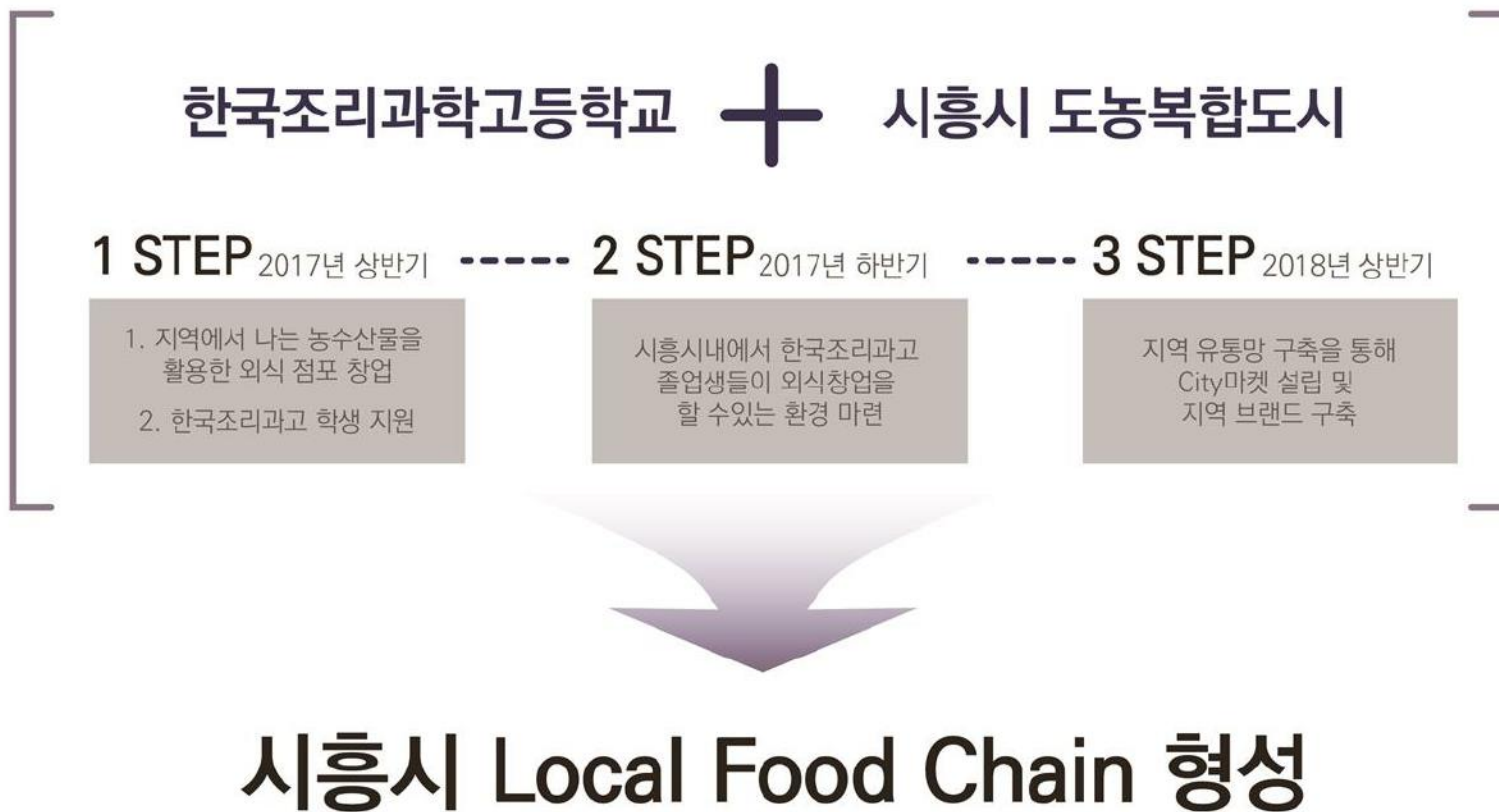 한국조리과학고등학교 + 시흥시 도농복합도시
1 STEP 2017년 상반기 ----- 2 STEP 2017년 하반기 ----- 3 STEP 2018년 상반기
1. 지역에서 나는 농수산물을
활용한 외식 점포 창업
2. 한국조리과고 학생 지원
시흥시내에서 한국조리과고
졸업생들이 외식창업을
할 수있는 환경 마련
지역 유통망 구축을 통해
City마켓 설립 및
지역 브랜드 구축
시흥시 Local Food Chain 형성